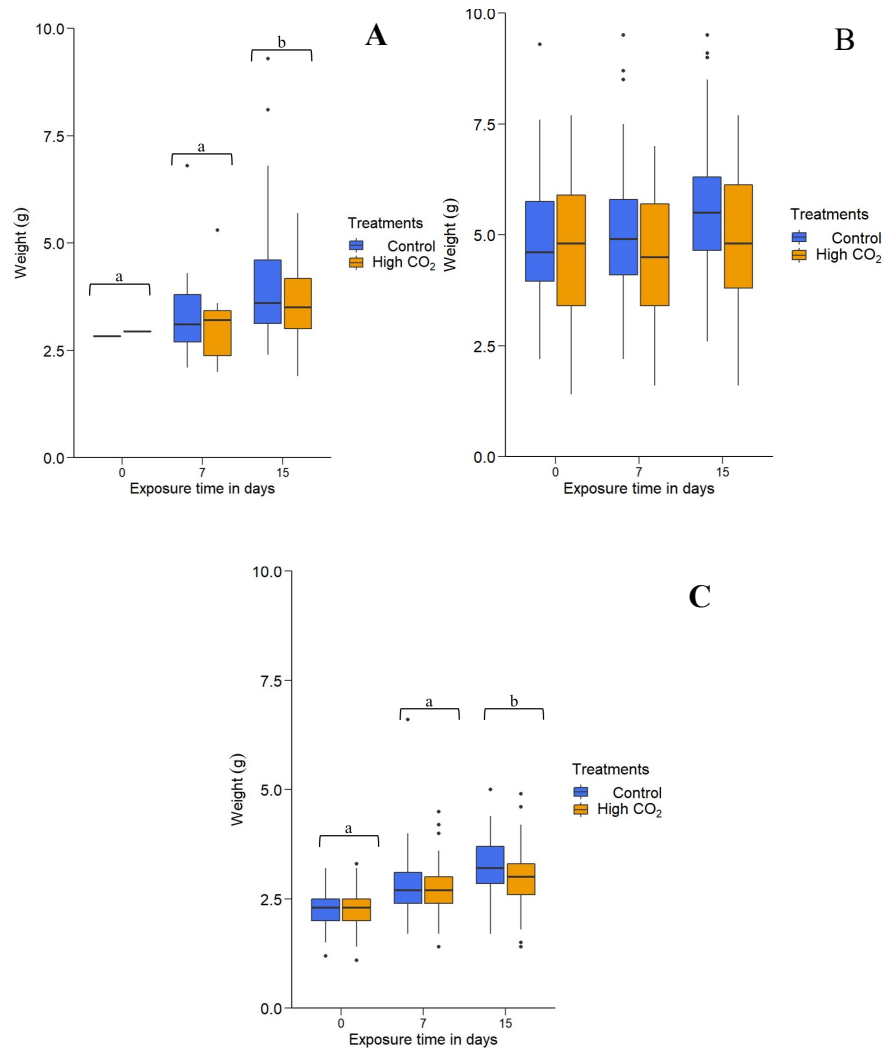 A
10.0
7.5
5.0
2.5
0.0
Weight (g)
a
a
b
0 7 15
Exposure time in days
Treatments
Control
High CO₂
B
10.0
7.5
5.0
2.5
0.0
Weight (g)
0 7 15
Exposure time in days
Treatments
Control
High CO₂
C
10.0
7.5
5.0
2.5
0.0
Weight (g)
a
a
b
0 7 15
Exposure time in days
Treatments
Control
High CO₂